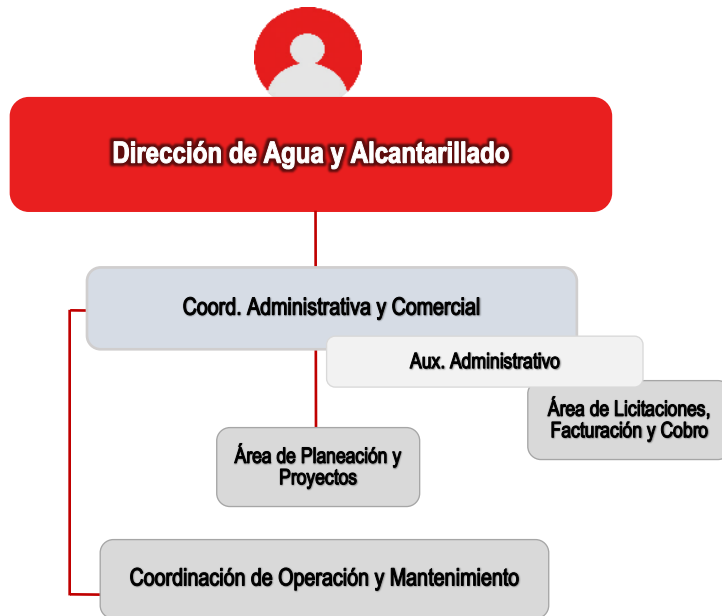 Dirección de Agua y Alcantarillado
Coord. Administrativa y Comercial
Aux. Administrativo
Área de Licitaciones,
Facturación y Cobro
Área de Planeación y
Proyectos
Coordinación de Operación y Mantenimiento